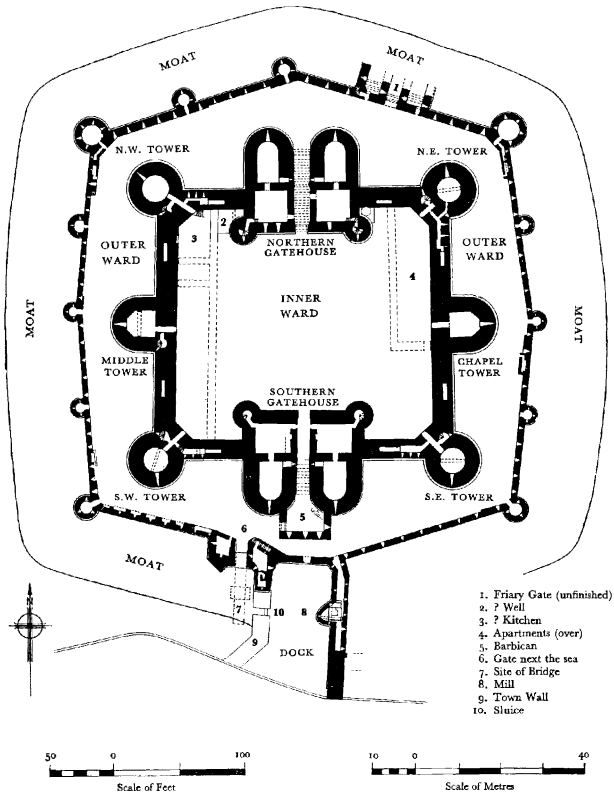 MOAT
MOAT
1
N.W. TOWER
N.E. TOWER
2
3
NORTHERN
GATEHOUSE
OUTER
WARD
OUTER
WARD
4
INNER
WARD
MOAT
MOAT
MIDDLE
TOWER
CHAPEL
TOWER
SOUTHERN
GATEHOUSE
S.W. TOWER
S.E. TOWER
5
6
MOAT
7
10
8
9
DOCK
N
1. Friary Gate (unfinished)
2. ? Well
3. ? Kitchen
4. Apartments (over)
5. Barbican
6. Gate next the sea
7. Site of Bridge
8. Mill
9. Town Wall
10. Sluice
50 0 100
Scale of Feet
10 0 40
Scale of Metres